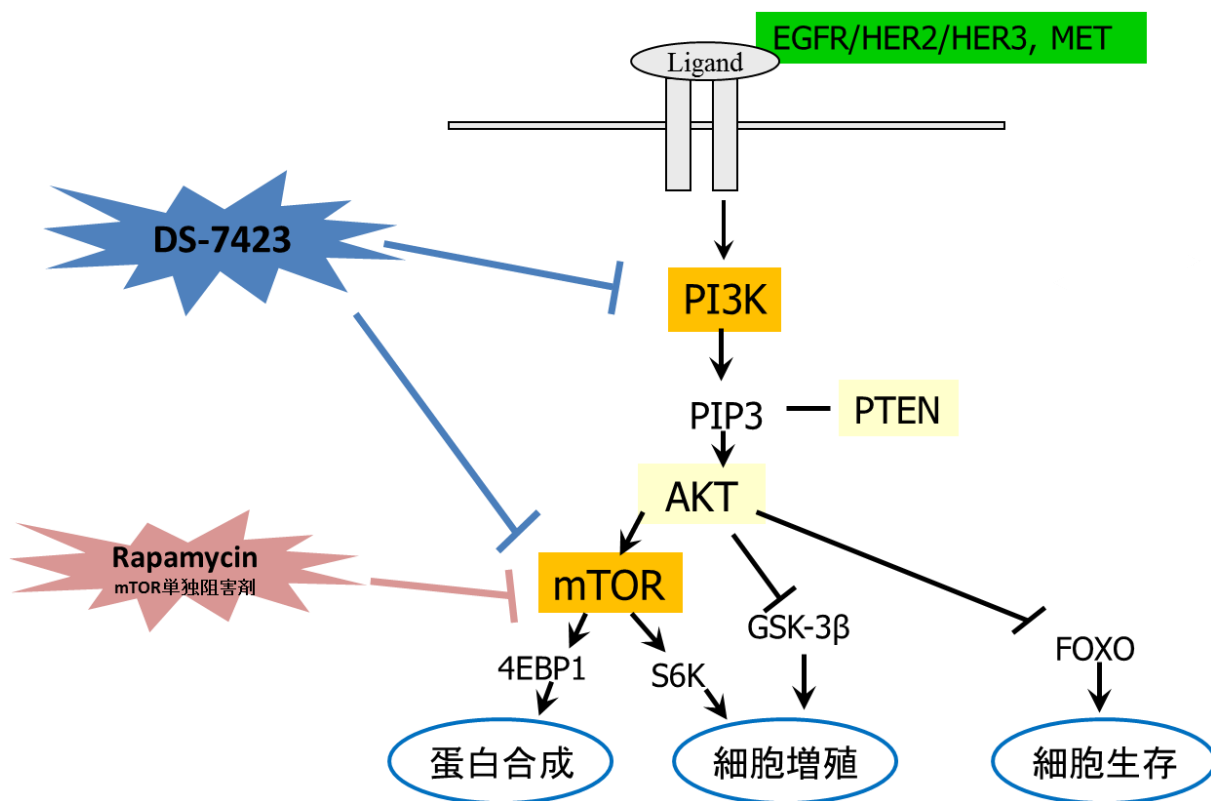 EGFR/HER2/HER3, MET
Ligand
DS-7423
PI3K
PIP3
PTEN
AKT
Rapamycin
mTOR単独阻害剤
mTOR
GSK-3β
FOXO
4EBP1
S6K
蛋白合成
細胞増殖
細胞生存